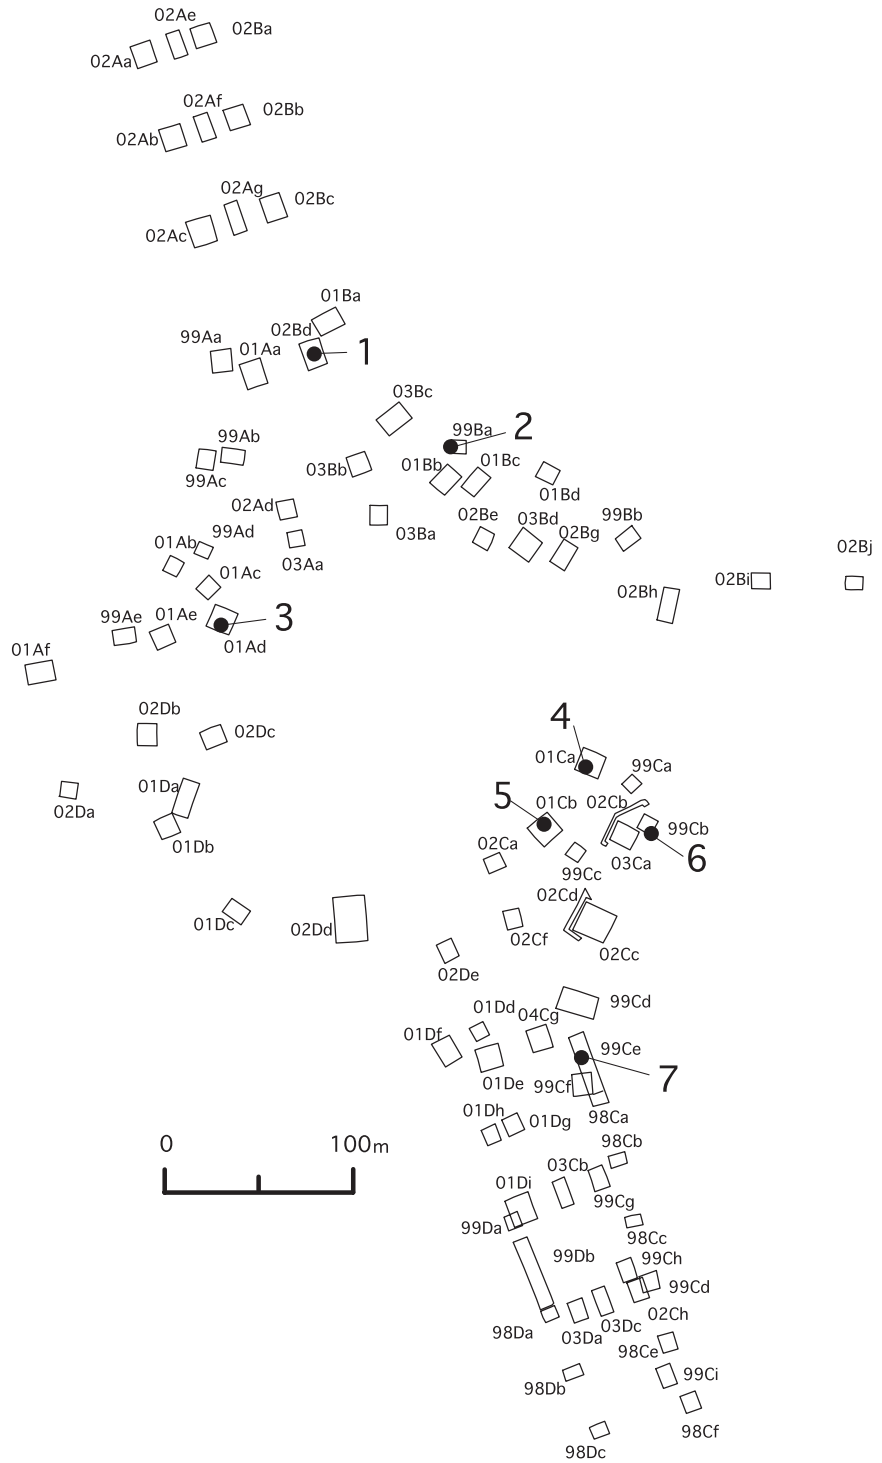 02Ae
02Ba
02Aa
02Af
02Bb
02Ab
02Ag
02Bc
02Ac
01Ba
02Bd
99Aa
01Aa
1
03Bc
2
99Ba
99Ab
01Bb
01Bc
03Bb
99Ac
01Bd
02Ad
02Be
03Bd
99Bb
99Ad
03Ba
02Bg
01Ab
03Aa
02Bj
01Ac
02Bi
02Bh
99Ae
01Ae
3
01Ad
01Af
02Db
4
02Dc
01Ca
99Ca
01Da
5
01Cb
02Cb
02Da
99Cb
01Db
02Ca
03Ca
6
99Cc
02Cd
01Dc
02Dd
02Cf
02Cc
02De
99Cd
01Dd
04Cg
01Df
99Ce
7
01De
99Cf
01Dh
01Dg
98Ca
0
100m
98Cb
03Cb
01Di
99Cg
99Da
98Cc
99Db
99Ch
99Cd
02Ch
98Da
03Da
03Dc
98Ce
99Ci
98Db
98Cf
98Dc